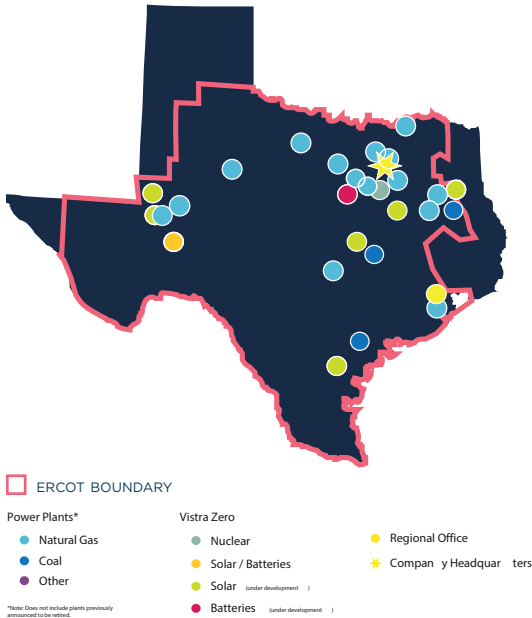 ERCOT BOUNDARY
Power Plants*
Natural Gas
Coal
Other
*Note: Does not include plants previously
announced to be retired.
Vistra Zero
Nuclear
Solar / Batteries
Solar (under development )
Batteries (under development )
Regional Office
Compan y Headquar ters